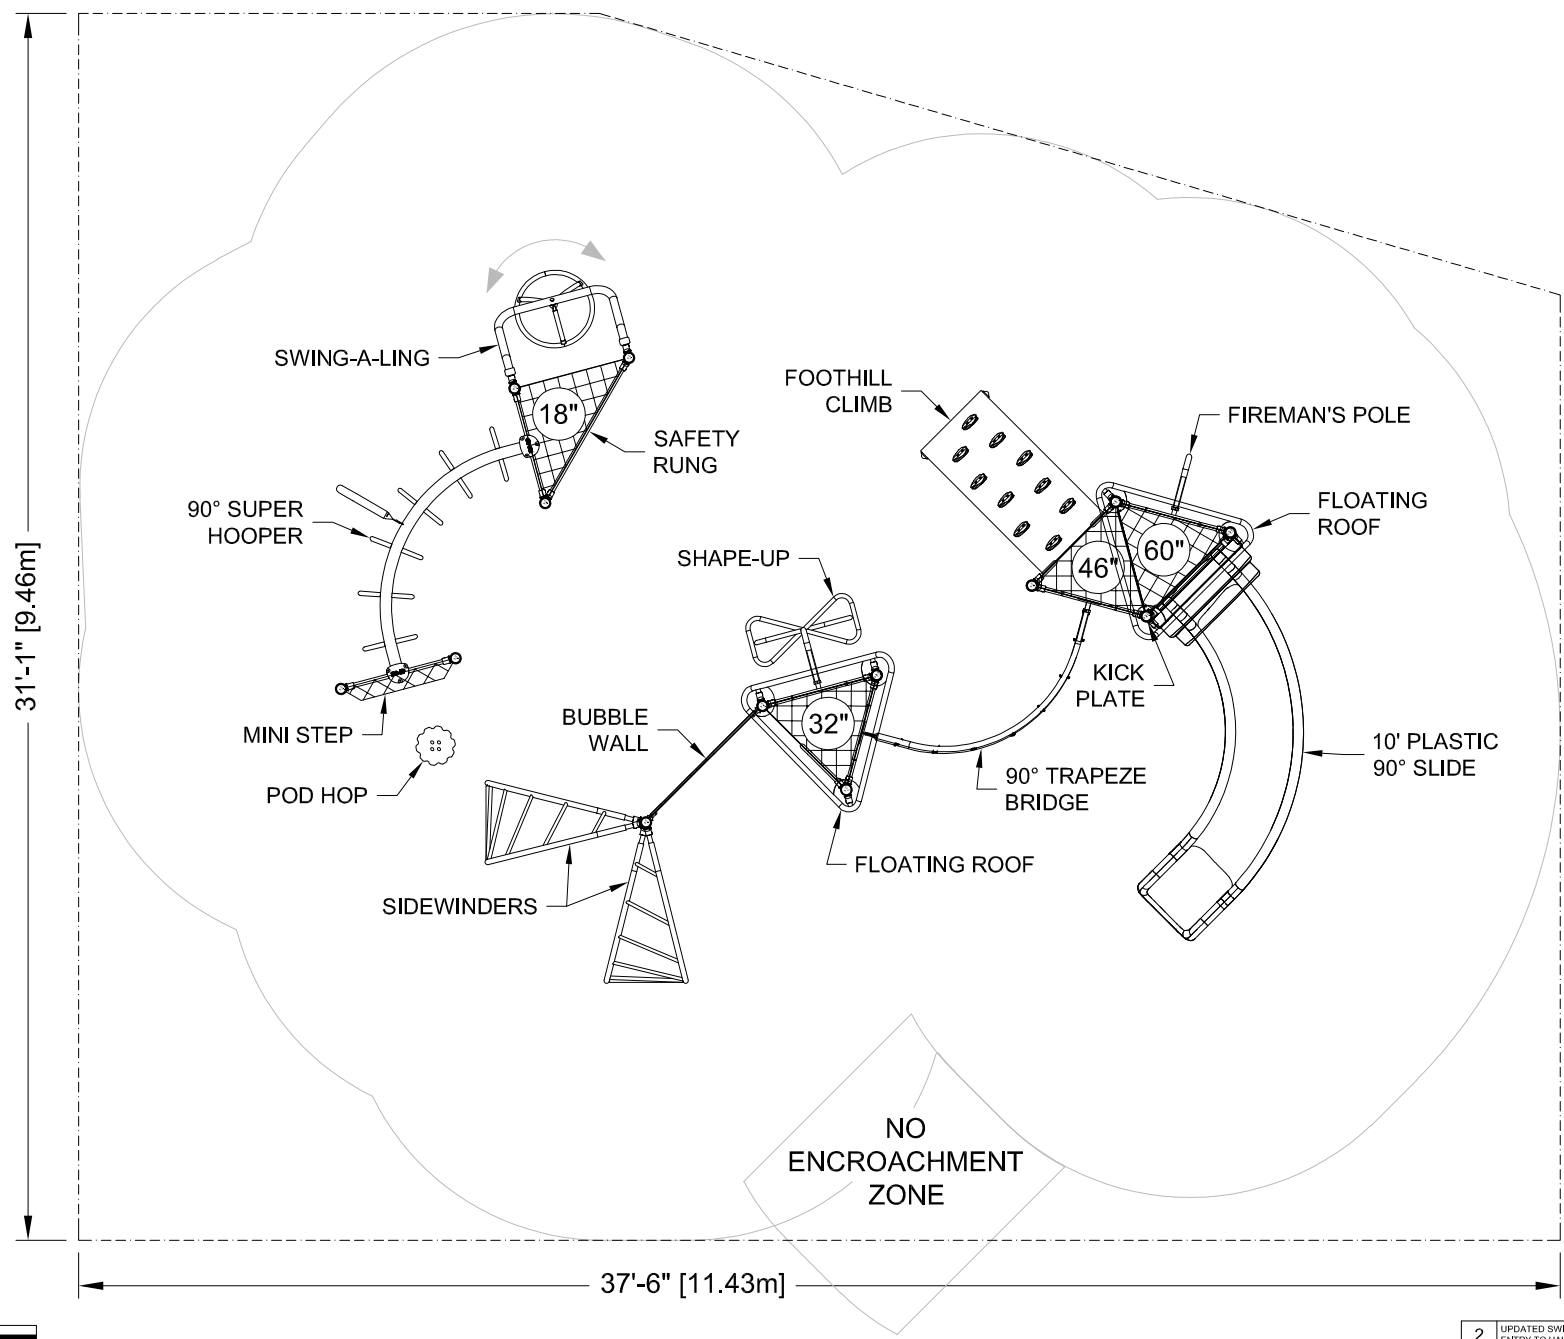 SWING-A-LING
18"
SAFETY
RUNG
FOOTHILL
CLIMB
FIREMAN'S POLE
FLOATING
ROOF
90° SUPER
HOOPER
SHAPE-UP
46"
60"
31'-1" [9.46m]
KICK
PLATE
MINI STEP
BUBBLE
WALL
32"
10' PLASTIC
90° SLIDE
POD HOP
90° TRAPEZE
BRIDGE
FLOATING ROOF
SIDEWINDERS
NO
ENCROACHMENT
ZONE
37'-6" [11.43m]
2
UPDATED